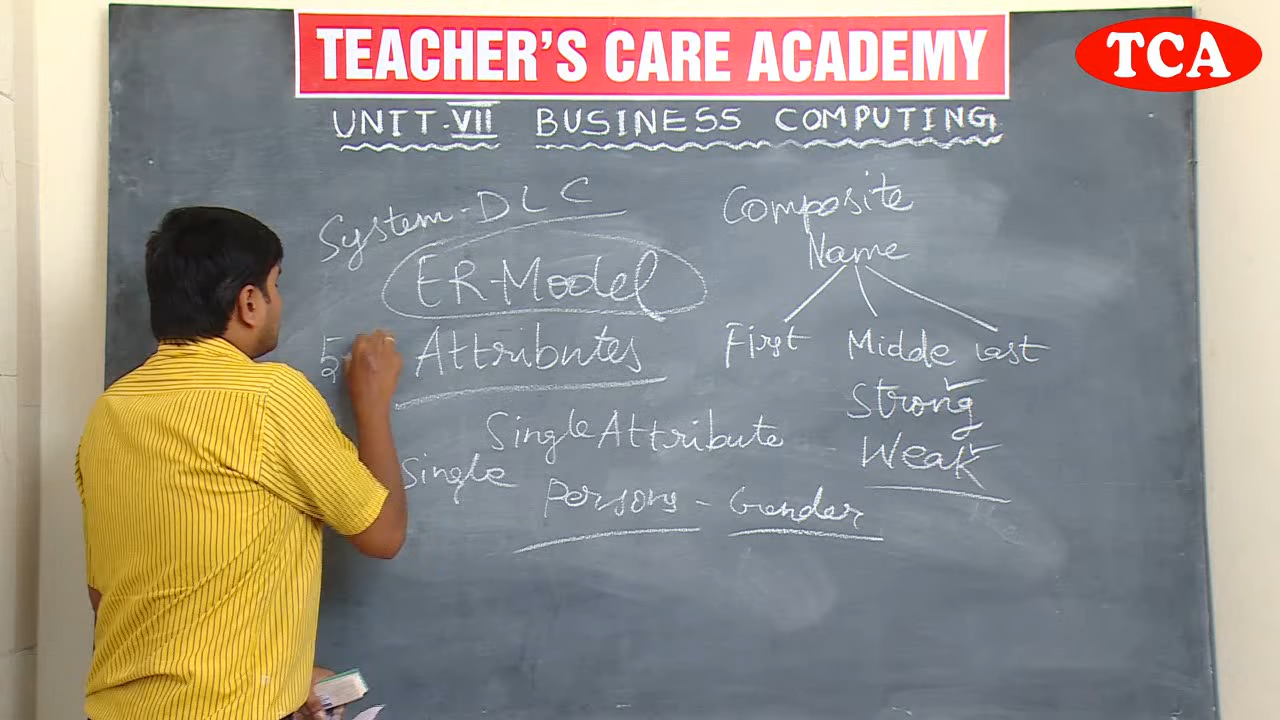 TEACHER'S CARE ACADEMY
TCA
UNIT-VII BUSINESS COMPUTING
System-DLC
ER-Model
Attributes
Single Attribute
Single
Persons - Gender
Composite
Name
First Middle last
Strong
Weak